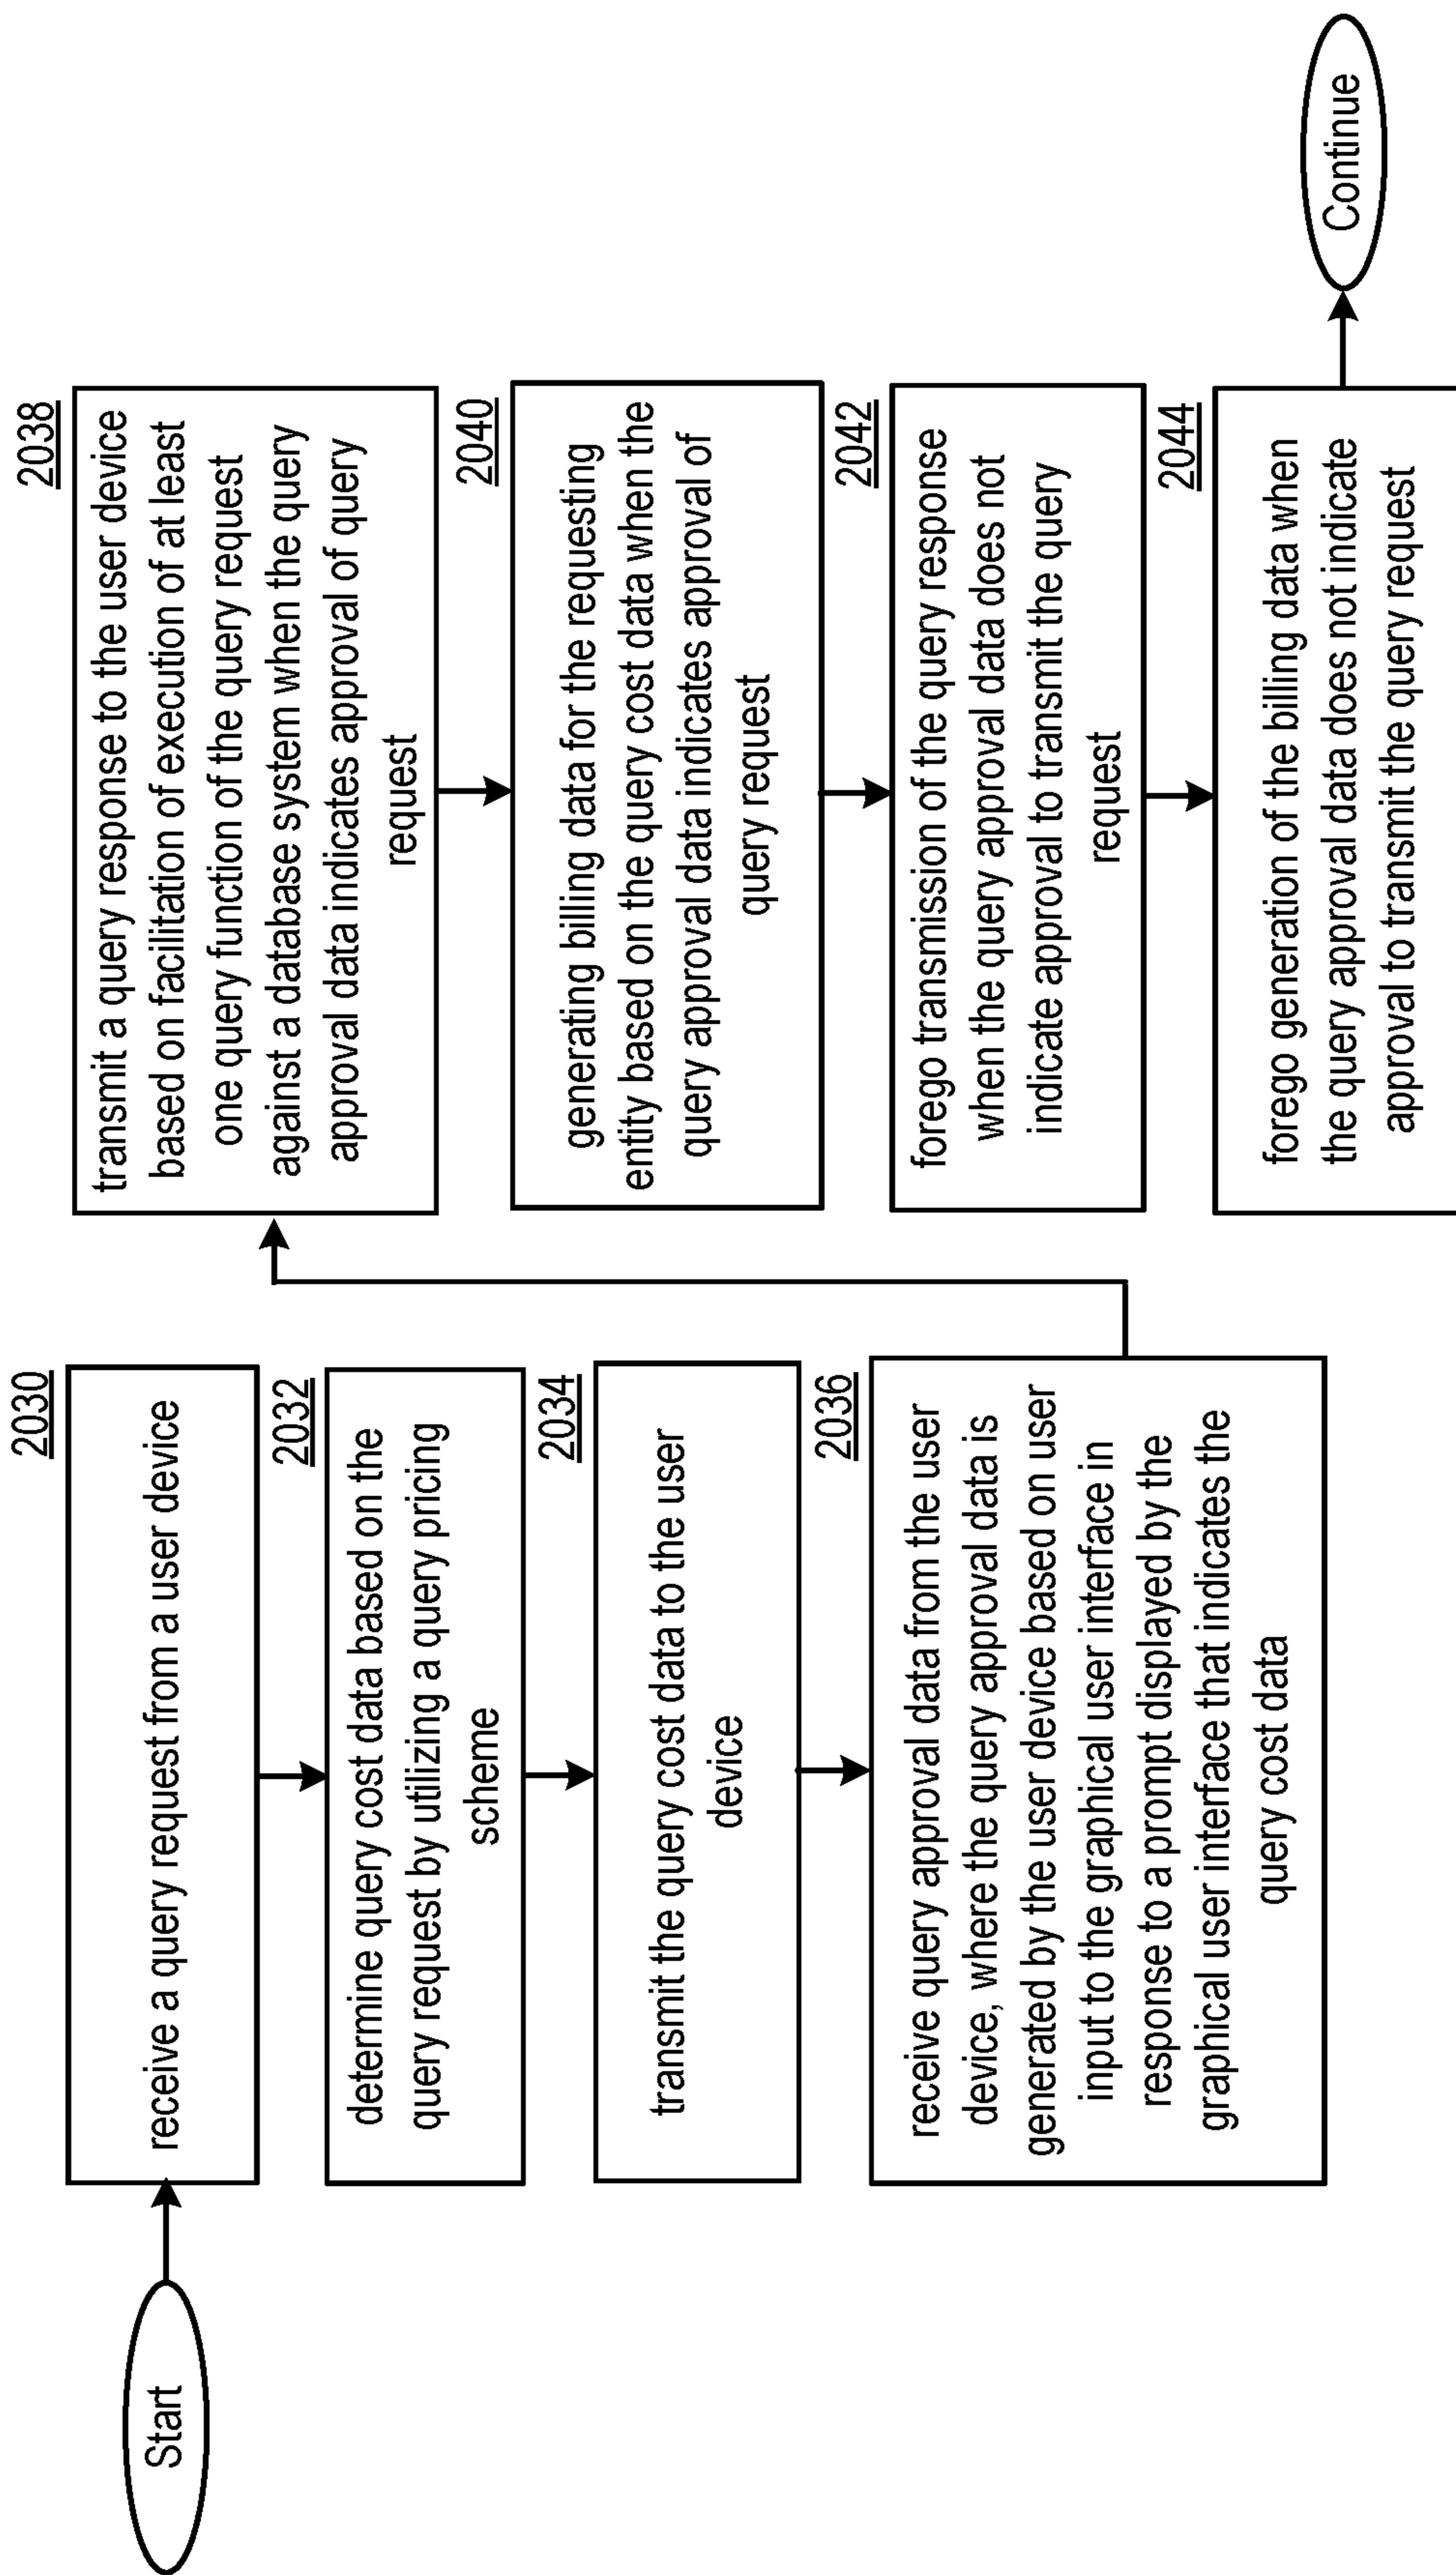 Start
2030
receive a query request from a user device
2032
determine query cost data based on the
query request by utilizing a query pricing
scheme
2034
transmit the query cost data to the user
device
2036
receive query approval data from the user
device, where the query approval data is
generated by the user device based on user
input to the graphical user interface in
response to a prompt displayed by the
graphical user interface that indicates the
query cost data
2038
transmit a query response to the user device
based on facilitation of execution of at least
one query function of the query request
against a database system when the query
approval data indicates approval of query
request
2040
generating billing data for the requesting
entity based on the query cost data when the
query approval data indicates approval of
query request
2042
forego transmission of the query response
when the query approval data does not
indicate approval to transmit the query
request
2044
forego generation of the billing data when
the query approval data does not indicate
approval to transmit the query request
Continue